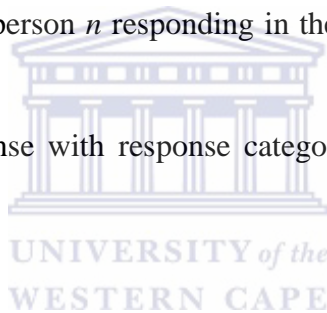 person n responding in the
nse with response catego
UNIVERSITY of the
WESTERN CAPE